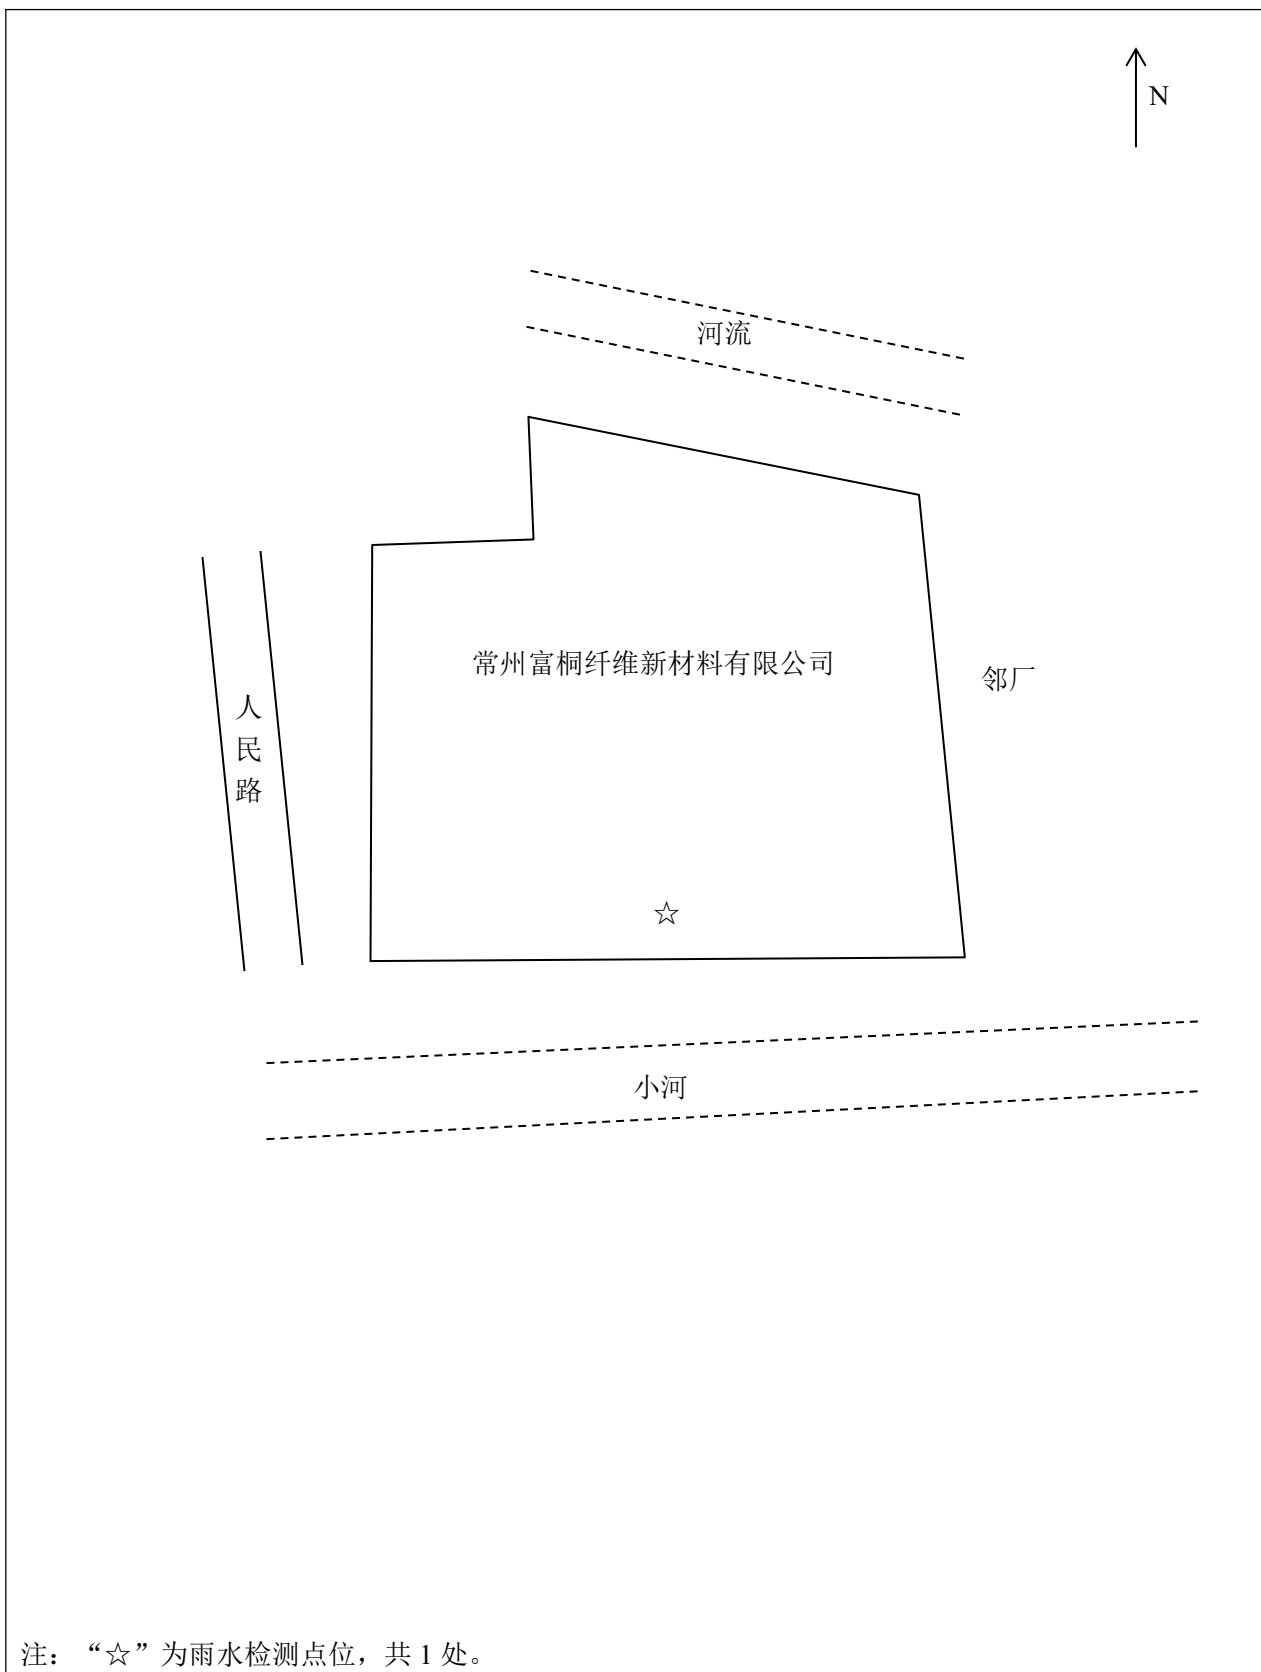 N
河流
常州富桐纤维新材料有限公司
邻厂
人
民
路
☆
小河
注：“☆”为雨水检测点位，共 1 处。